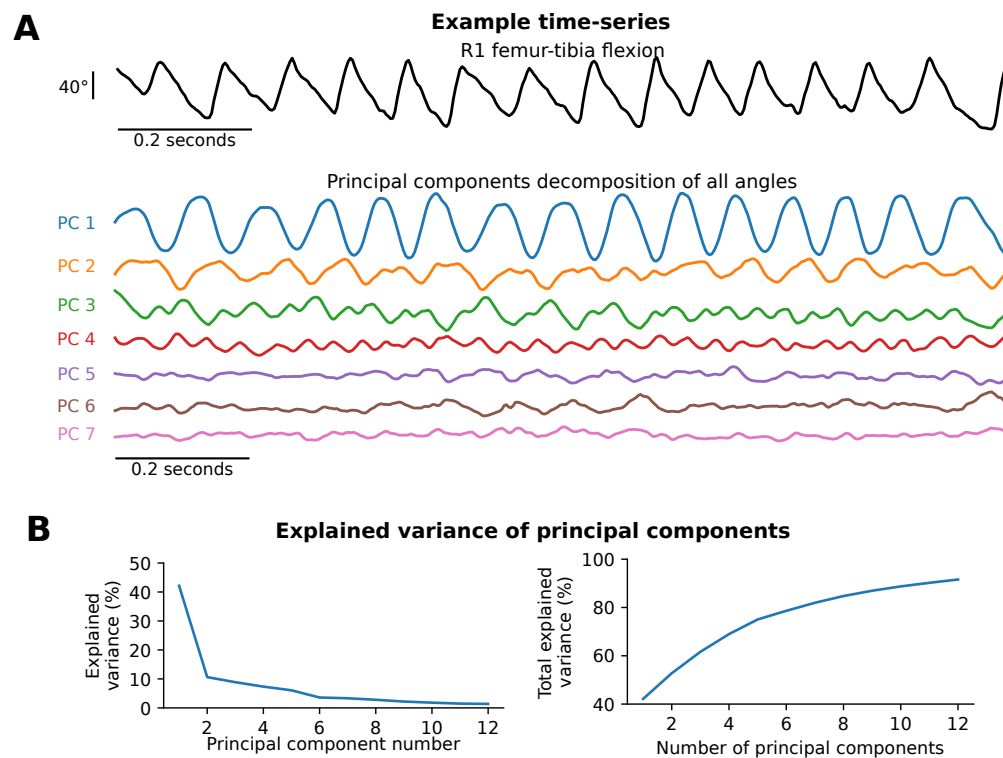 A
Example time-series
R1 femur-tibia flexion
40°
0.2 seconds
Principal components decomposition of all angles
PC 1
PC 2
PC 3
PC 4
PC 5
PC 6
PC 7
0.2 seconds
B
Explained variance of principal components
Explained
variance (%)
50
40
30
20
10
0
2
4
6
8
10
12
Principal component number
Total explained
variance (%)
100
80
60
40
2
4
6
8
10
12
Number of principal components